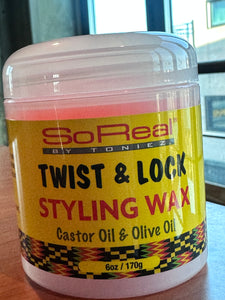 SoReal
BY TONIEZ
TWIST & LOCK
STYLING WAX
Castor Oil & Olive Oil
6oz / 170g